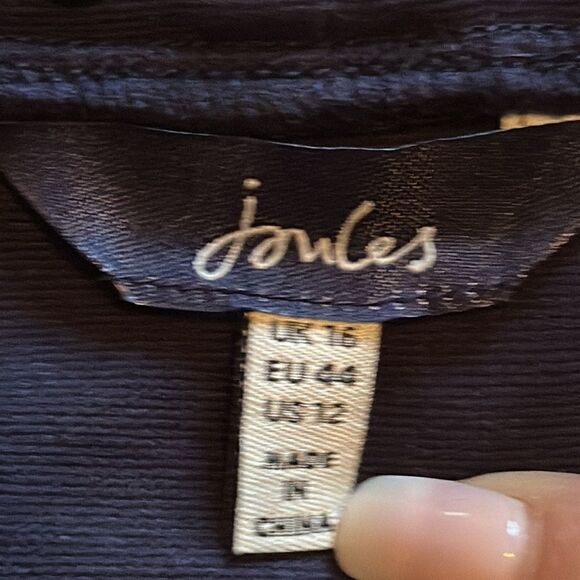 joules
UK 16
EU 44
US 12
MADE
IN
CHINA